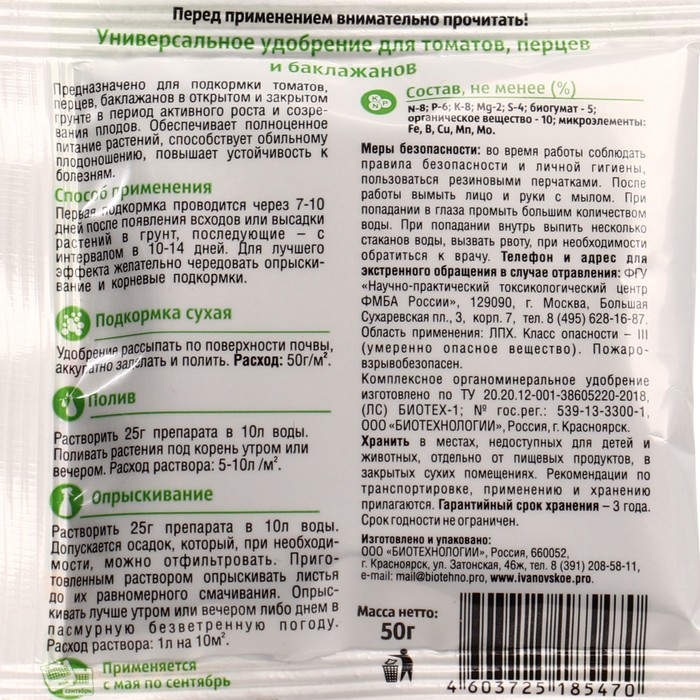 Перед применением внимательно прочитать!
Универсальное удобрение для томатов, перцев
и баклажанов
Предназначено для подкормки томатов,
перцев, баклажанов в открытом и закрытом
грунте в период активного роста и созре-
вания плодов. Обеспечивает полноценное
питание растений, способствует обильному
плодоношению, повышает устойчивость к
болезням.
Способ применения
Первая подкормка проводится через 7-10
дней после появления всходов или высадки
растений в грунт, последующие – с
интервалом в 10-14 дней. Для лучшего
эффекта желательно чередовать опрыски-
вание и корневые подкормки.
Подкормка сухая
Удобрение рассыпать по поверхности почвы,
аккуратно заделать и полить. Расход: 50г/м².
Полив
Растворить 25г препарата в 10л воды.
Поливать растения под корень утром или
вечером. Расход раствора: 5-10л /м².
Опрыскивание
Растворить 25г препарата в 10л воды.
Допускается осадок, который, при необходи-
мости, можно отфильтровать. Приго-
товленным раствором опрыскивать листья
до их равномерного смачивания. Опрыс-
кивать лучше утром или вечером либо днем в
пасмурную безветренную погоду.
Расход раствора: 1л на 10м².
сентябрь
Применяется
с мая по сентябрь
N K P
Состав, не менее (%)
N-8; P-6; K-8; Mg-2; S-4; биогумат - 5;
органическое вещество - 10; микроэлементы:
Fe, B, Cu, Mn, Mo.
Меры безопасности: во время работы соблюдать
правила безопасности и личной гигиены,
пользоваться резиновыми перчатками. После
работы вымыть лицо и руки с мылом. При
попадании в глаза промыть большим количеством
воды. При попадании внутрь выпить несколько
стаканов воды, вызвать рвоту, при необходимости
обратиться к врачу. Телефон и адрес для
экстренного обращения в случае отравления: ФГУ
«Научно-практический токсикологический центр
ФМБА России», 129090, г. Москва, Большая
Сухаревская пл., 3, корп. 7, тел. 8 (495) 628-16-87.
Область применения: ЛПХ. Класс опасности – III
(умеренно опасное вещество). Пожаро-
взрывобезопасен.
Комплексное органоминеральное удобрение
изготовлено по ТУ 20.20.12-001-38605220-2018,
(ЛС) БИОТЕХ-1; № гос.рег.: 539-13-3300-1,
ООО «БИОТЕХНОЛОГИИ», Россия, г. Красноярск.
Хранить в местах, недоступных для детей и
животных, отдельно от пищевых продуктов, в
закрытых сухих помещениях. Рекомендации по
транспортировке, применению и хранению
прилагаются. Гарантийный срок хранения – 3 года.
Срок годности не ограничен.
Изготовлено и упаковано:
ООО «БИОТЕХНОЛОГИИ», Россия, 660052,
г. Красноярск, ул. Затонская, 46ж, тел. 8 (391) 208-58-11,
e-mail: mail@biotehno.pro, www.ivanovskoe.pro.
Масса нетто:
50г
4 603725 185470